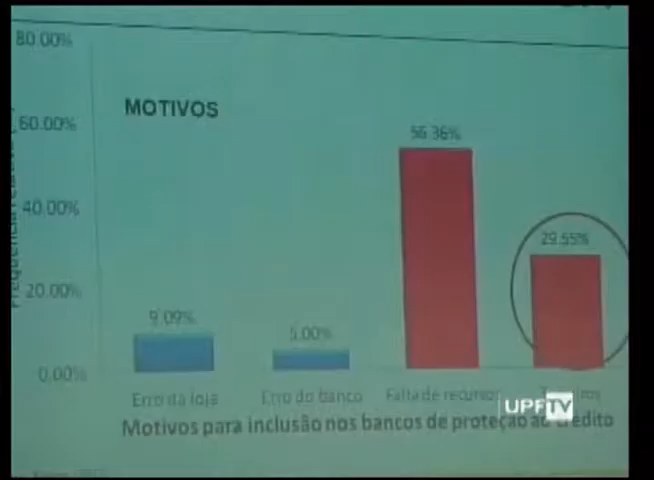 80.00%
MOTIVOS
60.00%
56.36%
40.00%
29.55%
20.00%
9.09%
5.00%
0.00%
Erro da loja
Erro do banco
Falta de recursos
UPFTV
Motivos para inclusão nos bancos de proteção ao crédito